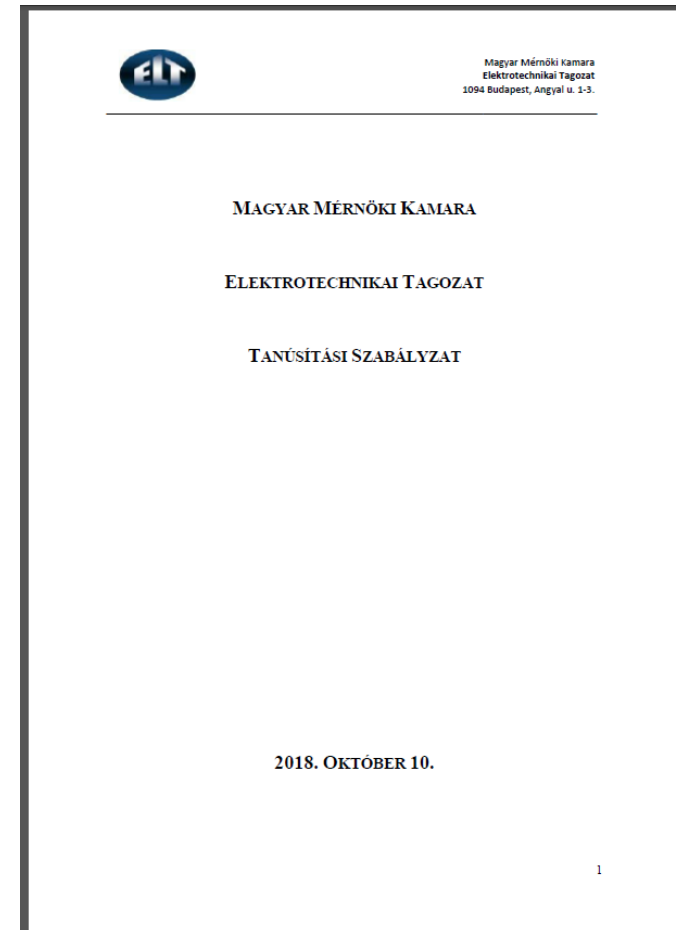 ELT
Magyar Mérnöki Kamara
Elektrotechnikai Tagozat
1094 Budapest, Angyal u. 1-3.
MAGYAR MÉRNÖKI KAMARA
ELEKTROTECHNIKAI TAGOZAT
TANÚSÍTÁSI SZABÁLYZAT
2018. OKTÓBER 10.
1